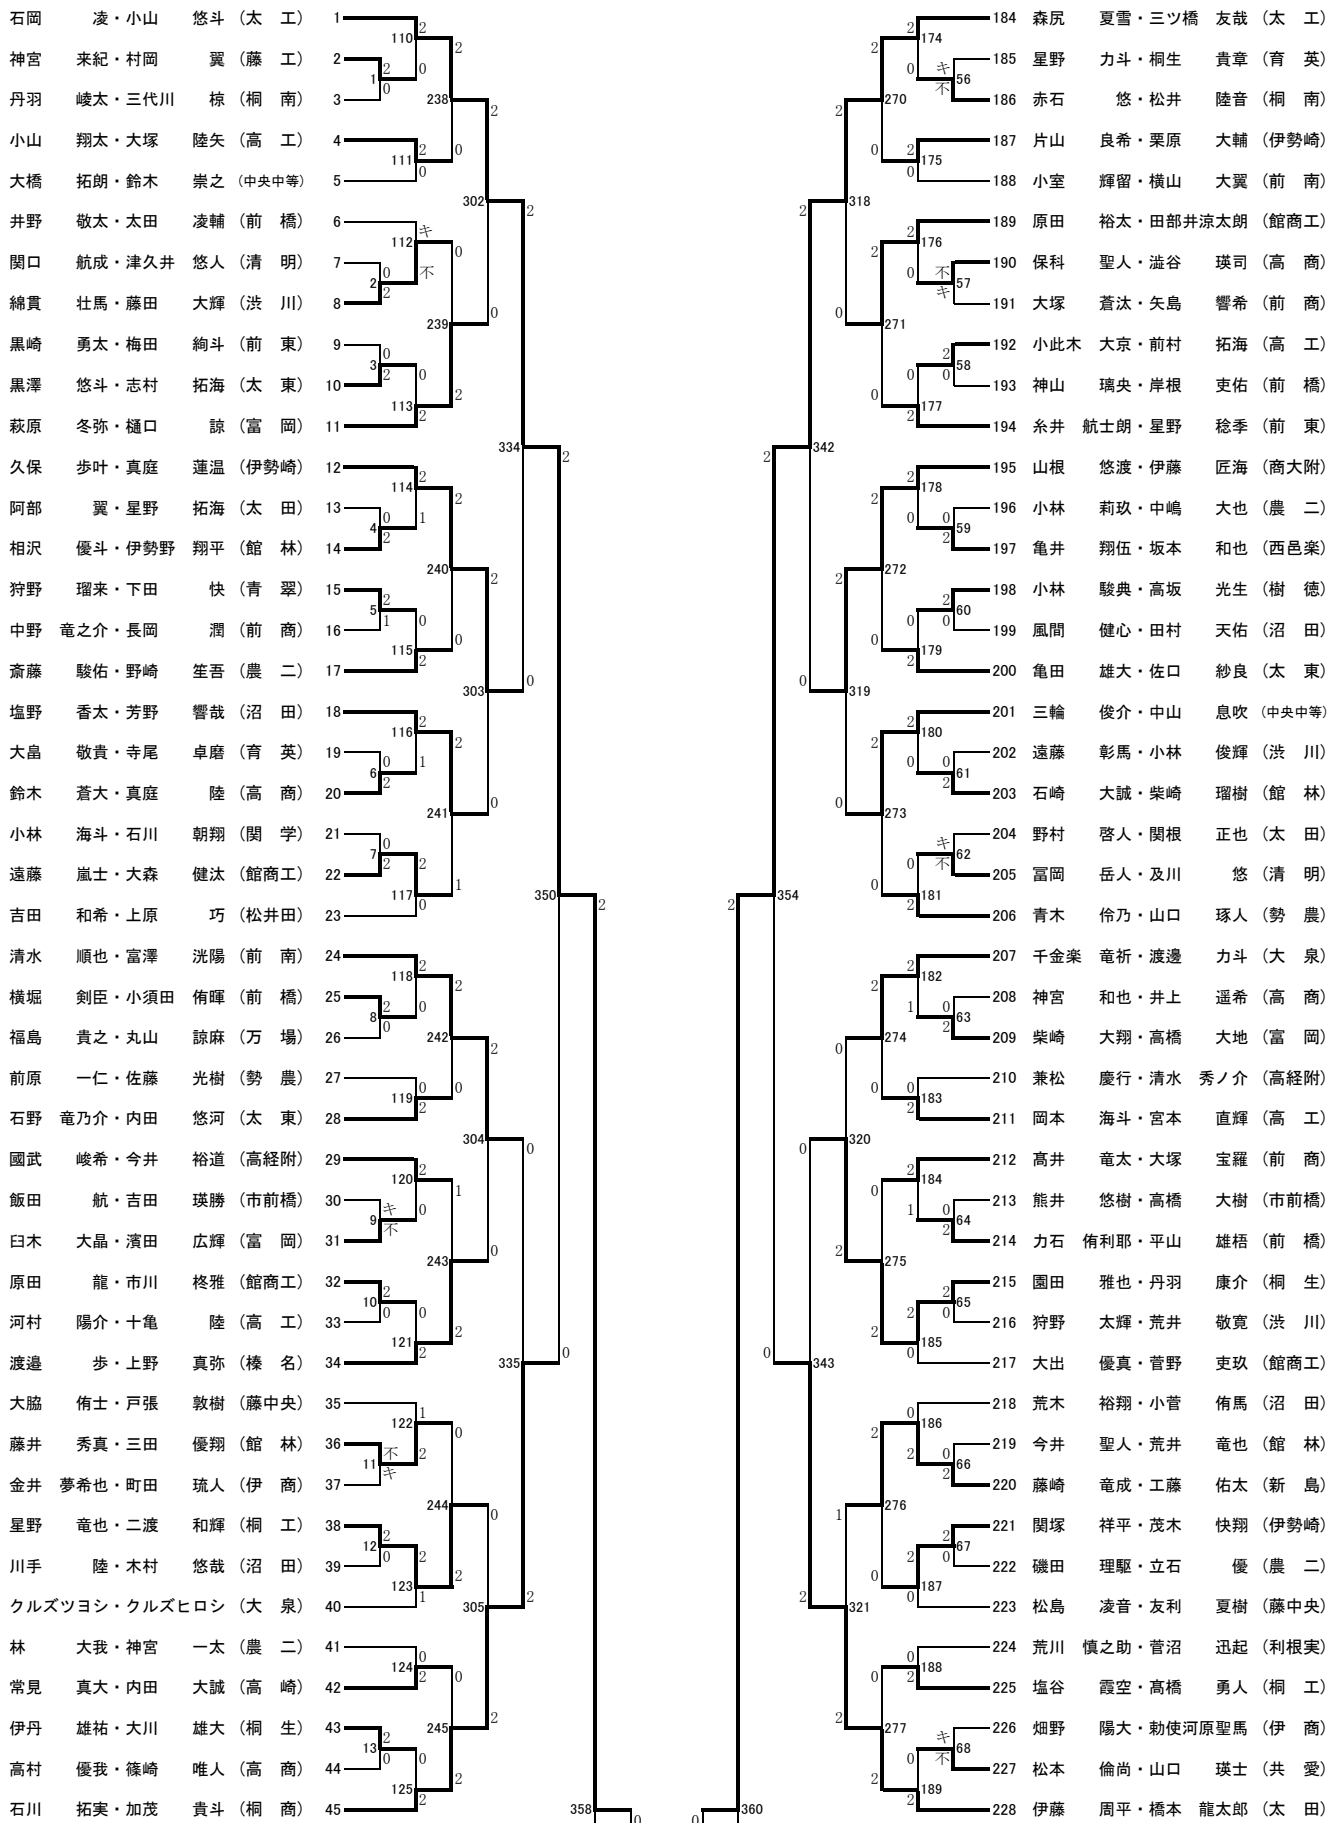 石岡 凌・小山 悠斗 (太 工) 1
神宮 来紀・村岡 翼 (藤 工) 2
丹羽 崚太・三代川 椋 (桐 南) 3
小山 翔太・大塚 陸矢 (高 工) 4
大橋 拓朗・鈴木 崇之 (中央中等) 5
井野 敬太・太田 凌輔 (前 橋) 6
関口 航成・津久井 悠人 (清 明) 7
綿貫 壮馬・藤田 大輝 (渋 川) 8
黒崎 勇太・梅田 絢斗 (前 東) 9
黒澤 悠斗・志村 拓海 (太 東) 10
萩原 冬弥・樋口 諒 (富 岡) 11
久保 歩叶・真庭 蓮温 (伊勢崎) 12
阿部 翼・星野 拓海 (太 田) 13
相沢 優斗・伊勢野 翔平 (館 林) 14
狩野 瑠来・下田 快 (青 翠) 15
中野 竜之介・長岡 潤 (前 商) 16
斎藤 駿佑・野崎 笙吾 (農 二) 17
塩野 香太・芳野 響哉 (沼 田) 18
大畠 敬貴・寺尾 卓磨 (育 英) 19
鈴木 蒼大・真庭 陸 (高 商) 20
小林 海斗・石川 朝翔 (関 学) 21
遠藤 嵐士・大森 健汰 (館商工) 22
吉田 和希・上原 巧 (松井田) 23
清水 順也・富澤 洸陽 (前 南) 24
横堀 剣臣・小須田 侑暉 (前 橋) 25
福島 貴之・丸山 諒麻 (万 場) 26
前原 一仁・佐藤 光樹 (勢 農) 27
石野 竜乃介・内田 悠河 (太 東) 28
國武 峻希・今井 裕道 (高経附) 29
飯田 航・吉田 瑛勝 (市前橋) 30
臼木 大晶・濱田 広輝 (富 岡) 31
原田 龍・市川 柊雅 (館商工) 32
河村 陽介・十亀 陸 (高 工) 33
渡邉 歩・上野 真弥 (榛 名) 34
大脇 侑士・戸張 敦樹 (藤中央) 35
藤井 秀真・三田 優翔 (館 林) 36
金井 夢希也・町田 琉人 (伊 商) 37
星野 竜也・二渡 和輝 (桐 工) 38
川手 陸・木村 悠哉 (沼 田) 39
クルズツヨシ・クルズヒロシ (大 泉) 40
林 大我・神宮 一太 (農 二) 41
常見 真大・内田 大誠 (高 崎) 42
伊丹 雄祐・大川 雄大 (桐 生) 43
高村 優我・篠崎 唯人 (高 商) 44
石川 拓実・加茂 貴斗 (桐 商) 45
184 森尻 夏雪・三ツ橋 友哉 (太 工)
185 星野 力斗・桐生 貴章 (育 英)
186 赤石 悠・松井 陸音 (桐 南)
187 片山 良希・栗原 大輔 (伊勢崎)
188 小室 輝留・横山 大翼 (前 南)
189 原田 裕太・田部井涼太朗 (館商工)
190 保科 聖人・澁谷 瑛司 (高 商)
191 大塚 蒼汰・矢島 響希 (前 商)
192 小此木 大京・前村 拓海 (高 工)
193 神山 璃央・岸根 吏佑 (前 橋)
194 糸井 航士朗・星野 稔季 (前 東)
195 山根 悠渡・伊藤 匠海 (商大附)
196 小林 莉玖・中嶋 大也 (農 二)
197 亀井 翔伍・坂本 和也 (西邑楽)
198 小林 駿典・高坂 光生 (樹 徳)
199 風間 健心・田村 天佑 (沼 田)
200 亀田 雄大・佐口 紗良 (太 東)
201 三輪 俊介・中山 息吹 (中央中等)
202 遠藤 彰馬・小林 俊輝 (渋 川)
203 石崎 大誠・柴崎 瑠樹 (館 林)
204 野村 啓人・関根 正也 (太 田)
205 冨岡 岳人・及川 悠 (清 明)
206 青木 伶乃・山口 琢人 (勢 農)
207 千金楽 竜祈・渡邊 力斗 (大 泉)
208 神宮 和也・井上 遥希 (高 商)
209 柴崎 大翔・高橋 大地 (富 岡)
210 兼松 慶行・清水 秀ノ介 (高経附)
211 岡本 海斗・宮本 直輝 (高 工)
212 髙井 竜太・大塚 宝羅 (前 商)
213 熊井 悠樹・高橋 大樹 (市前橋)
214 力石 侑利耶・平山 雄梧 (前 橋)
215 園田 雅也・丹羽 康介 (桐 生)
216 狩野 太輝・荒井 敬寛 (渋 川)
217 大出 優真・菅野 吏玖 (館商工)
218 荒木 裕翔・小菅 侑馬 (沼 田)
219 今井 聖人・荒井 竜也 (館 林)
220 藤崎 竜成・工藤 佑太 (新 島)
221 関塚 祥平・茂木 快翔 (伊勢崎)
222 磯田 理駆・立石 優 (農 二)
223 松島 凌音・友利 夏樹 (藤中央)
224 荒川 慎之助・菅沼 迅起 (利根実)
225 塩谷 霞空・髙橋 勇人 (桐 工)
226 畑野 陽大・勅使河原聖馬 (伊 商)
227 松本 倫尚・山口 瑛士 (共 愛)
228 伊藤 周平・橋本 龍太郎 (太 田)